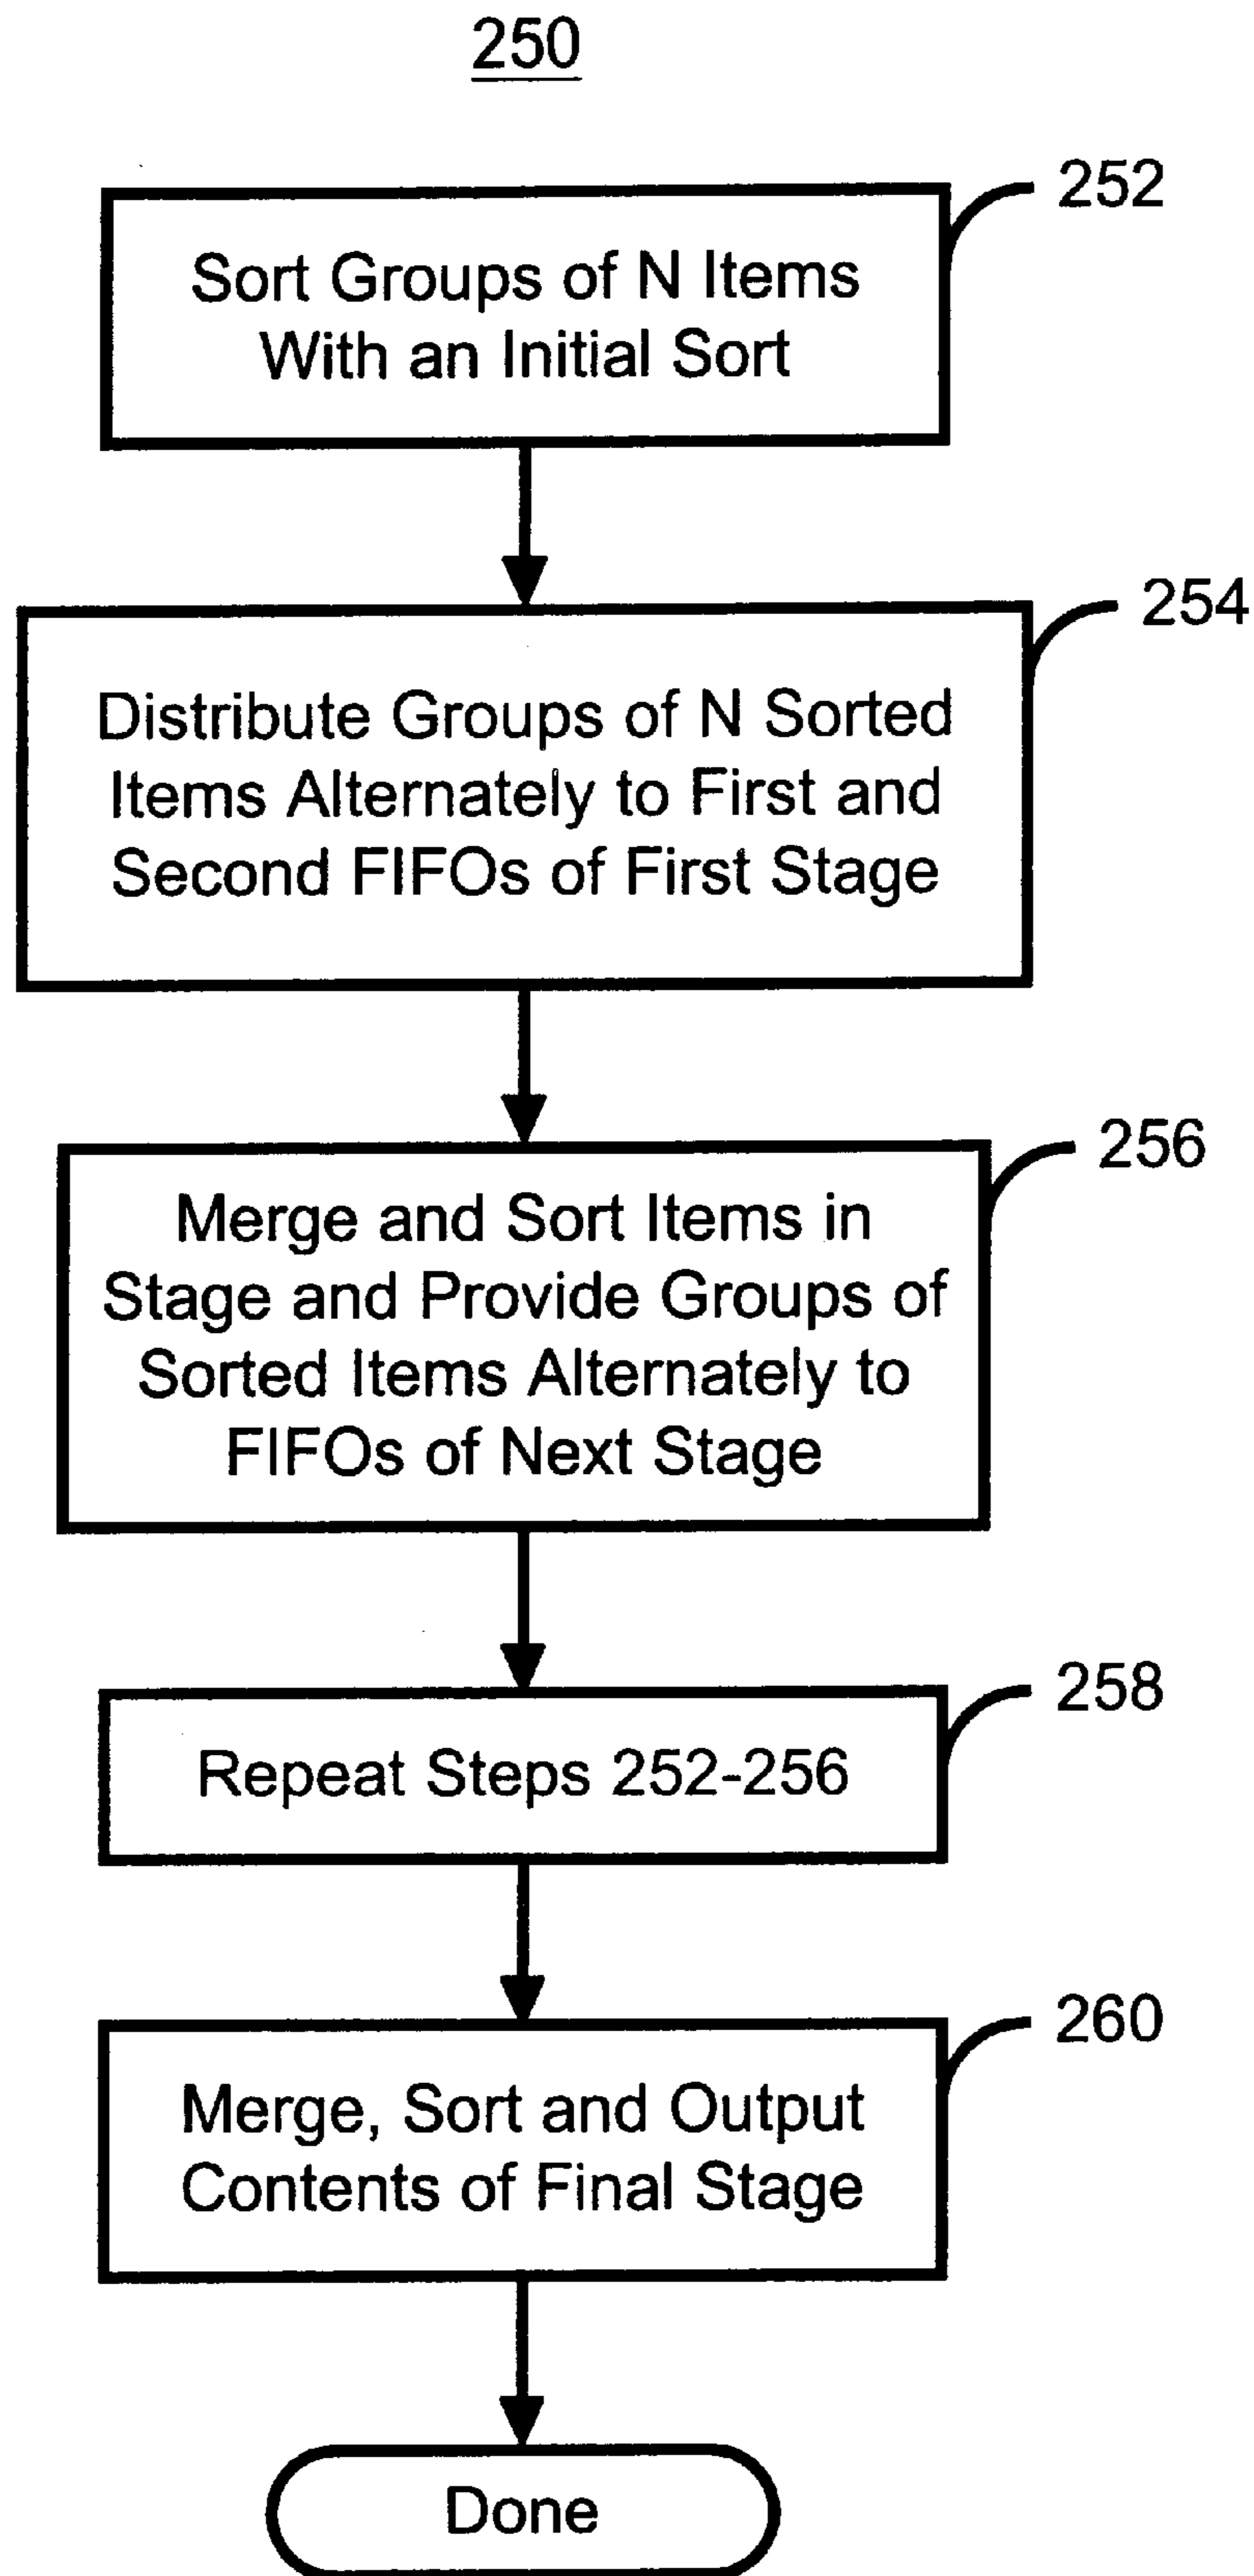 250
252
Sort Groups of N Items
With an Initial Sort
254
Distribute Groups of N Sorted
Items Alternately to First and
Second FIFOs of First Stage
256
Merge and Sort Items in
Stage and Provide Groups of
Sorted Items Alternately to
FIFOs of Next Stage
258
Repeat Steps 252-256
260
Merge, Sort and Output
Contents of Final Stage
Done